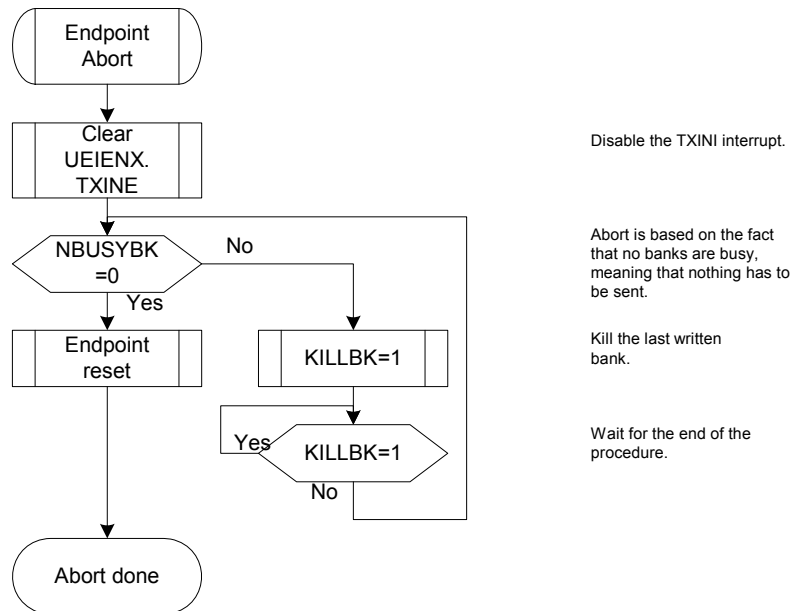 Endpoint
Abort
Clear
UEIENX.
TXINE
Disable the TXINI interrupt.
NBUSYBK
=0
No
Yes
Abort is based on the fact
that no banks are busy,
meaning that nothing has to
be sent.
Endpoint
reset
KILLBK=1
Kill the last written
bank.
Yes
KILLBK=1
No
Wait for the end of the
procedure.
Abort done